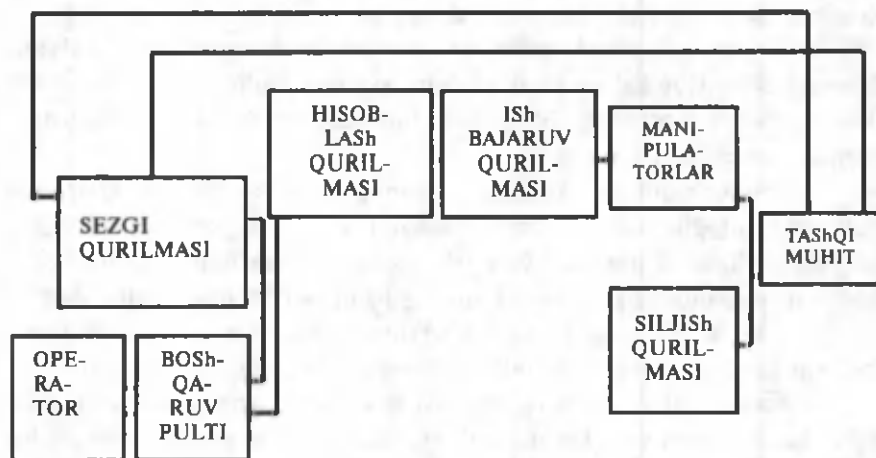 HISOB-
LASh
QURIL-
MASI
ISh
BAJARUV
QURIL-
MASI
MANI-
PULA-
TORLAR
SEZGI
QURILMASI
TAShQI
MUHIT
SILJISh
QURIL-
MASI
OPE-
RA-
TOR
BOSh-
QA-
RUV
PULTI